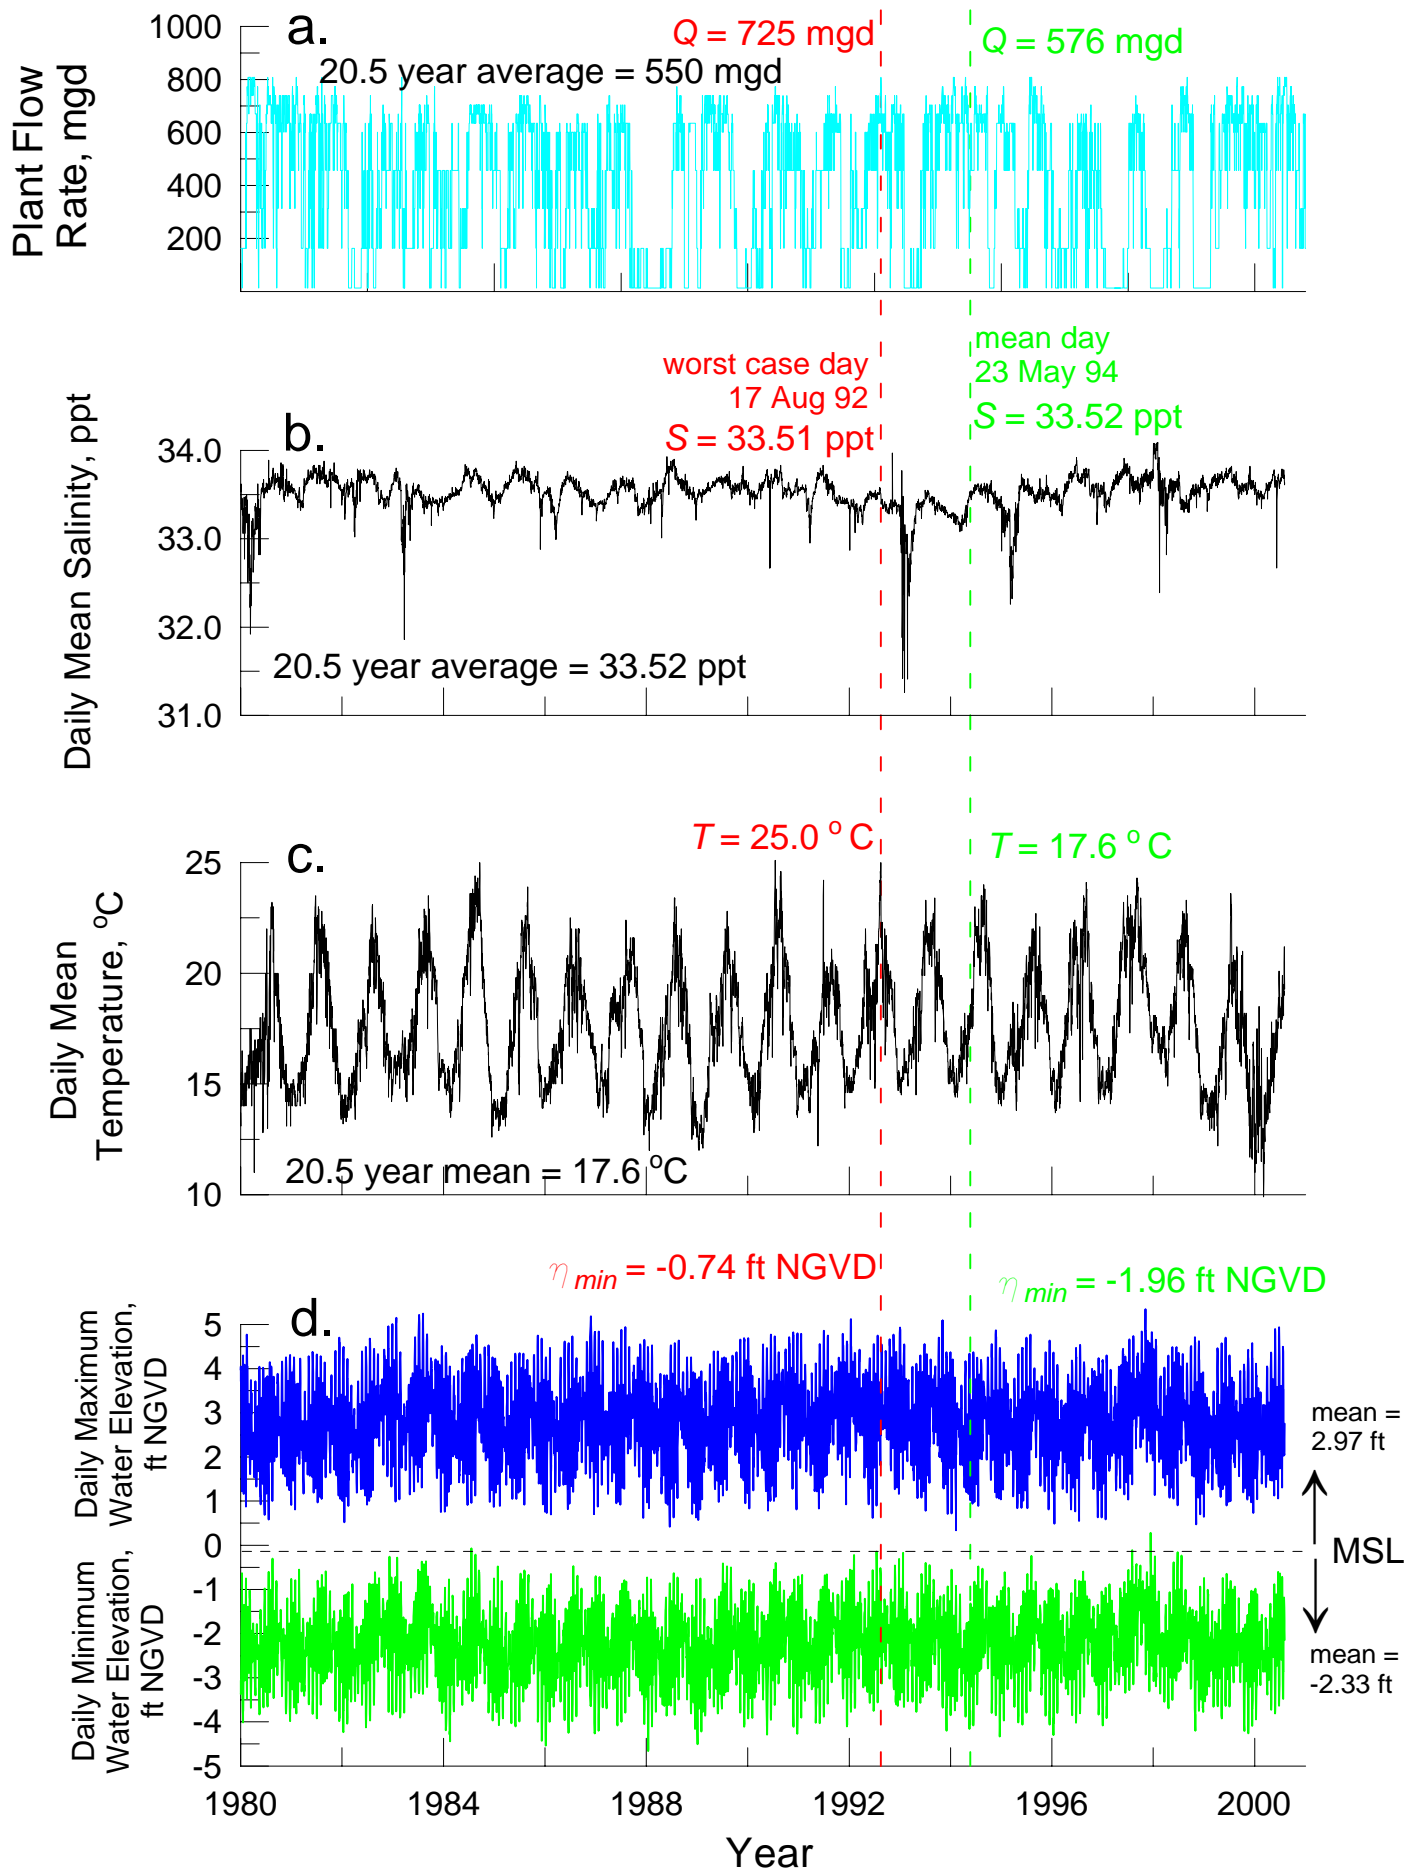 a.
Q = 725 mgd
Q = 576 mgd
20.5 year average = 550 mgd
Plant Flow
Rate, mgd
1000
800
600
400
200
worst case day
17 Aug 92
S = 33.51 ppt
mean day
23 May 94
S = 33.52 ppt
b.
Daily Mean Salinity, ppt
34.0
33.0
32.0
31.0
20.5 year average = 33.52 ppt
T = 25.0 o C
T = 17.6 o C
c.
Daily Mean
Temperature, oC
25
20
15
10
20.5 year mean = 17.6 oC
η min = -0.74 ft NGVD
η min = -1.96 ft NGVD
d.
Daily Maximum
Water Elevation,
ft NGVD
Daily Minimum
Water Elevation,
ft NGVD
5
4
3
2
1
0
-1
-2
-3
-4
-5
mean =
2.97 ft
MSL
mean =
-2.33 ft
1980
1984
1988
1992
1996
2000
Year